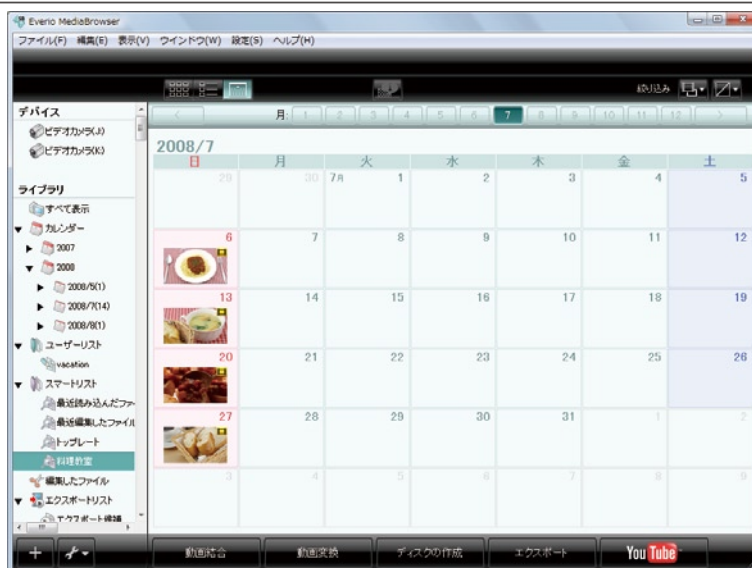 Everio MediaBrowser
ファイル(F) 編集(E) 表示(V) ウインドウ(W) 設定(S) ヘルプ(H)
絞り込み
デバイス
ビデオカメラ(J)
ビデオカメラ(K)
ライブラリ
すべて表示
カレンダー
2007
2008
2008/5(1)
2008/7(14)
2008/8(1)
ユーザーリスト
vacation
スマートリスト
最近読み込んだファ
最近編集したファイル
トップレート
料理教室
編集したファイル
エクスポートリスト
エクスポート候補
< 月: 1 2 3 4 5 6 7 8 9 10 11 12 >
2008/7
日 月 火 水 木 金 土
29 30 7月 1 2 3 4 5
6 7 8 9 10 11 12
13 14 15 16 17 18 19
20 21 22 23 24 25 26
27 28 29 30 31 1 2
3 4 5 6 7 8 9
動画結合 動画変換 ディスクの作成 エクスポート YouTube